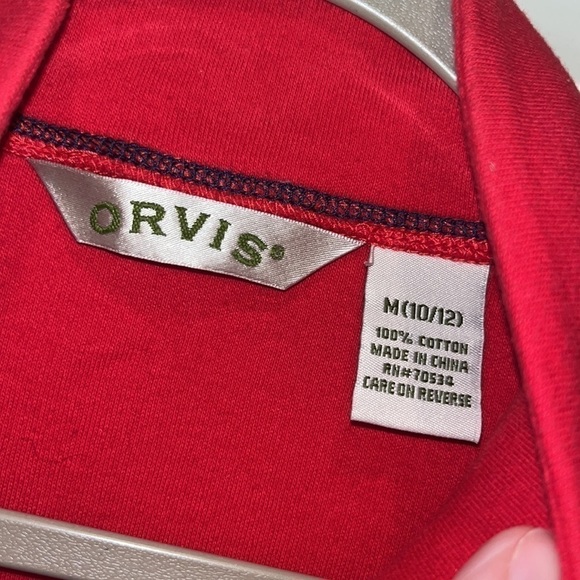 ORVIS®
M(10/12)
100% COTTON
MADE IN CHINA
RN#70534
CARE ON REVERSE